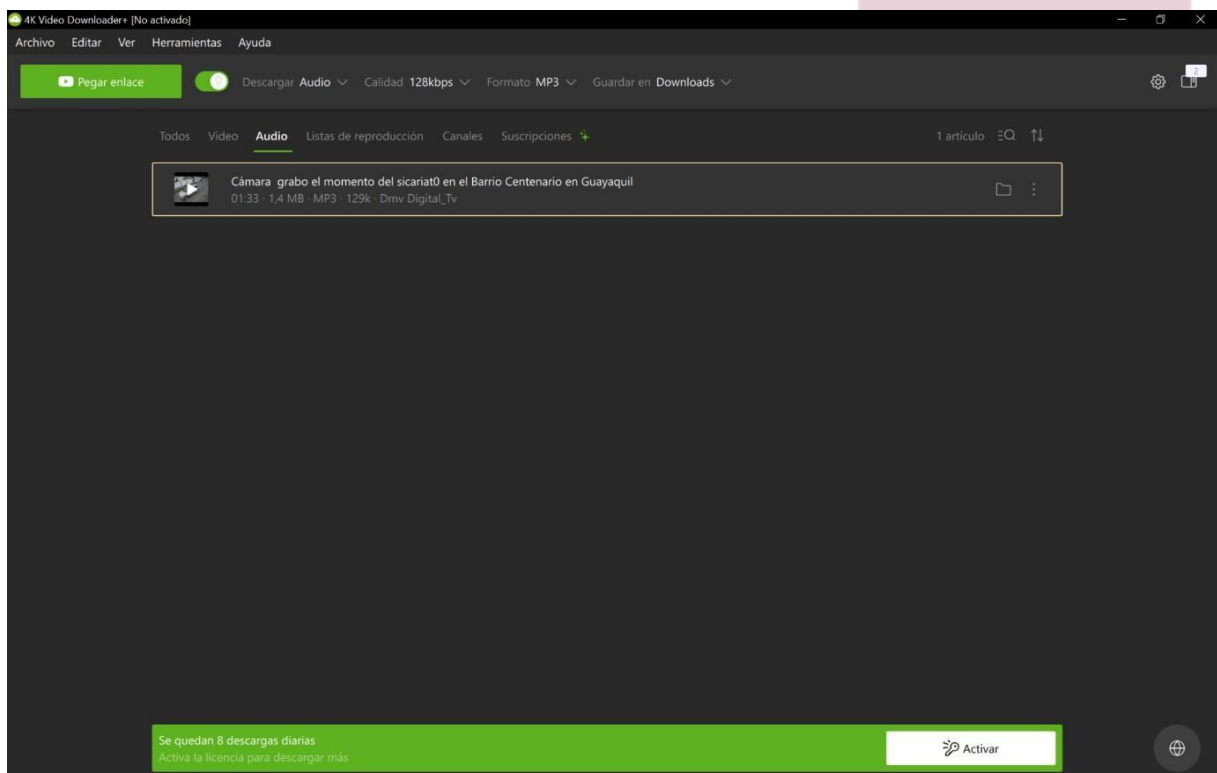 4K Video Downloader+ [No activado]
Archivo Editar Ver Herramientas Ayuda
Pegar enlace Descargar Audio Calidad 128kbps Formato MP3 Guardar en Downloads 2
Todos Video Audio Listas de reproducción Canales Suscripciones 1 artículo
Cámara grabo el momento del sicariat0 en el Barrio Centenario en Guayaquil
01:33 · 1,4 MB · MP3 · 129k · Dmv Digital_Tv
Se quedan 8 descargas diarias
Activa la licencia para descargar más
Activar